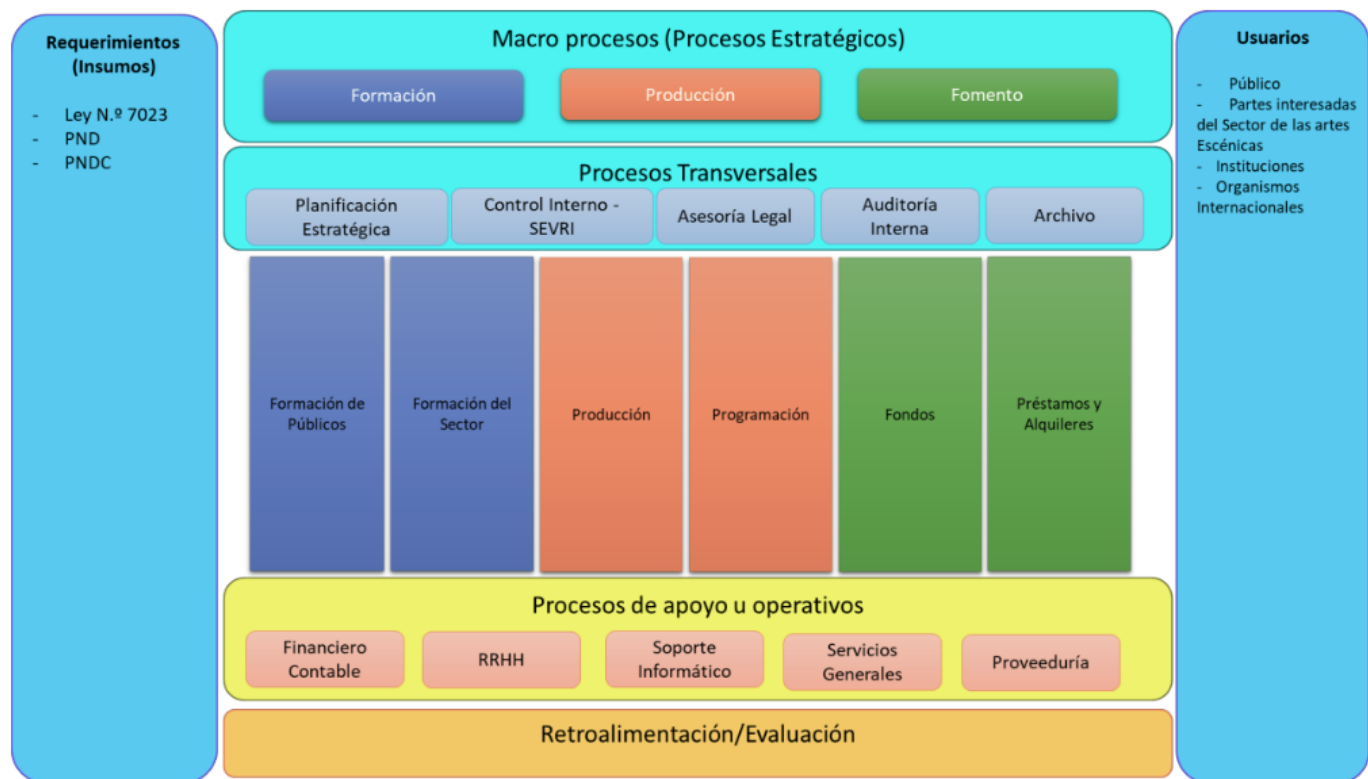 Requerimientos
(Insumos)
- Ley N.º 7023
- PND
- PNDC
Macro procesos (Procesos Estratégicos)
Formación
Producción
Fomento
Procesos Transversales
Planificación
Estratégica
Control Interno -
SEVRI
Asesoría Legal
Auditoría
Interna
Archivo
Formación de
Públicos
Formación del
Sector
Producción
Programación
Fondos
Préstamos y
Alquileres
Procesos de apoyo u operativos
Financiero
Contable
RRHH
Soporte
Informático
Servicios
Generales
Proveeduría
Retroalimentación/Evaluación
Usuarios
- Público
- Partes interesadas
del Sector de las artes
Escénicas
- Instituciones
- Organismos
Internacionales